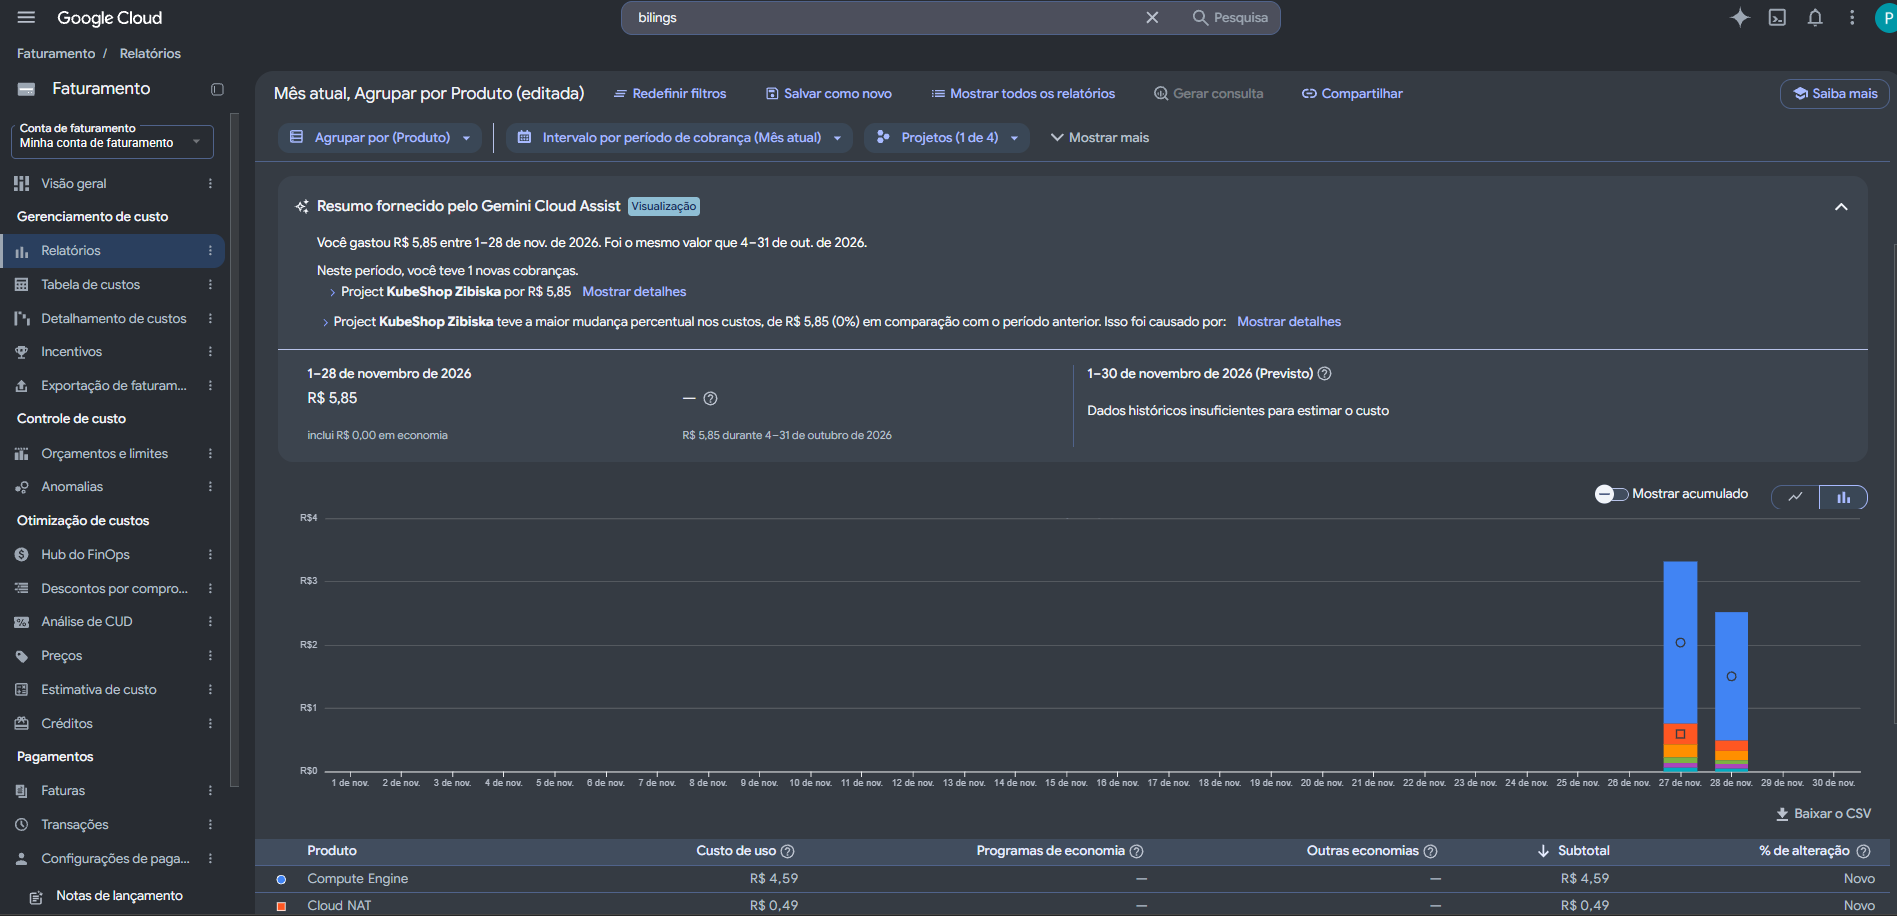 Google Cloud
bilings
Pesquisa
P
Faturamento / Relatórios
Faturamento
Conta de faturamento
Minha conta de faturamento
Visão geral
Gerenciamento de custo
Relatórios
Tabela de custos
Detalhamento de custos
Incentivos
Exportação de faturam...
Controle de custo
Orçamentos e limites
Anomalias
Otimização de custos
Hub do FinOps
Descontos por compro...
Análise de CUD
Preços
Estimativa de custo
Créditos
Pagamentos
Faturas
Transações
Configurações de paga...
Notas de lançamento
Mês atual, Agrupar por Produto (editada)
Redefinir filtros
Salvar como novo
Mostrar todos os relatórios
Gerar consulta
Compartilhar
Saiba mais
Agrupar por (Produto)
Intervalo por período de cobrança (Mês atual)
Projetos (1 de 4)
Mostrar mais
Resumo fornecido pelo Gemini Cloud Assist Visualização
Você gastou R$ 5,85 entre 1–28 de nov. de 2026. Foi o mesmo valor que 4–31 de out. de 2026.
Neste período, você teve 1 novas cobranças.
Project KubeShop Zibiska por R$ 5,85 Mostrar detalhes
Project KubeShop Zibiska teve a maior mudança percentual nos custos, de R$ 5,85 (0%) em comparação com o período anterior. Isso foi causado por: Mostrar detalhes
1–28 de novembro de 2026
R$ 5,85
—
inclui R$ 0,00 em economia
R$ 5,85 durante 4–31 de outubro de 2026
1–30 de novembro de 2026 (Previsto)
Dados históricos insuficientes para estimar o custo
Mostrar acumulado
R$4
R$3
R$2
R$1
R$0
1 de nov. 2 de nov. 3 de nov. 4 de nov. 5 de nov. 6 de nov. 7 de nov. 8 de nov. 9 de nov. 10 de nov. 11 de nov. 12 de nov. 13 de nov. 14 de nov. 15 de nov. 16 de nov. 17 de nov. 18 de nov. 19 de nov. 20 de nov. 21 de nov. 22 de nov. 23 de nov. 24 de nov. 25 de nov. 26 de nov. 27 de nov. 28 de nov. 29 de nov. 30 de nov.
Baixar o CSV
Produto Custo de uso Programas de economia Outras economias Subtotal % de alteração
Compute Engine R$ 4,59 — — R$ 4,59 Novo
Cloud NAT R$ 0,49 — — R$ 0,49 Novo